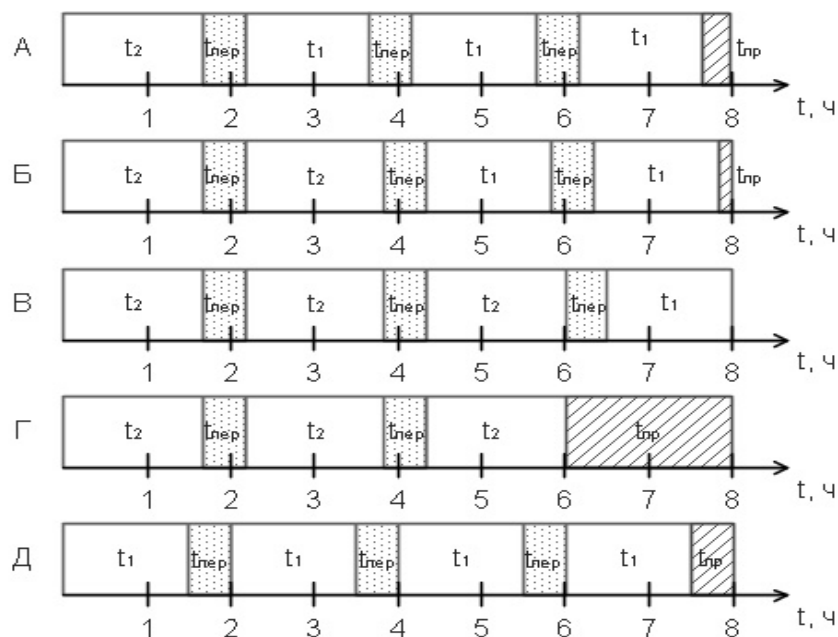 А t₂ tпер t₁ tпер t₁ tпер t₁ tпр
1 2 3 4 5 6 7 8 t, ч
Б t₂ tпер t₂ tпер t₁ tпер t₁ tпр
1 2 3 4 5 6 7 8 t, ч
В t₂ tпер t₂ tпер t₂ tпер t₁
1 2 3 4 5 6 7 8 t, ч
Г t₂ tпер t₂ tпер t₂ tпр
1 2 3 4 5 6 7 8 t, ч
Д t₁ tпер t₁ tпер t₁ tпер t₁ tпр
1 2 3 4 5 6 7 8 t, ч